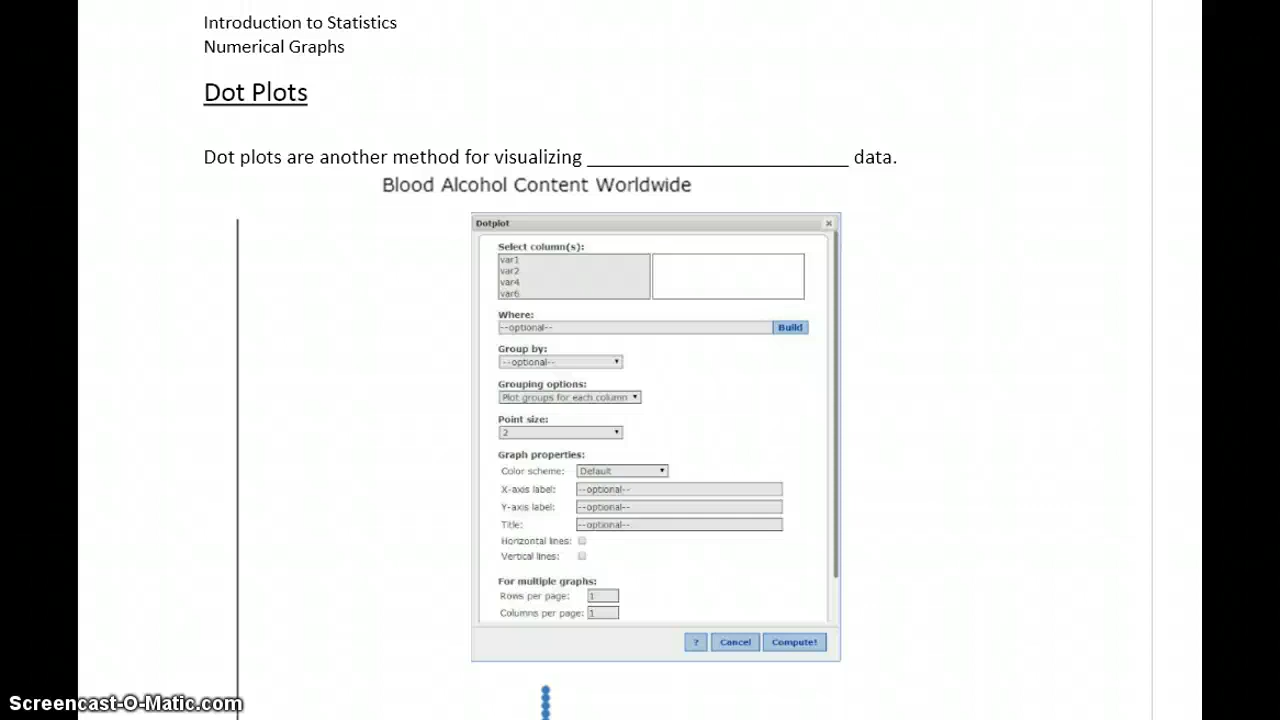 Introduction to Statistics
Numerical Graphs
Dot Plots
Dot plots are another method for visualizing __________________________ data.
Blood Alcohol Content Worldwide
Dotplot ×
Select column(s):
var1
var2
var4
var6
Where:
--optional-- Build
Group by:
--optional--
Grouping options:
Plot groups for each column
Point size:
2
Graph properties:
Color scheme: Default
X-axis label: --optional--
Y-axis label: --optional--
Title: --optional--
Horizontal lines:
Vertical lines:
For multiple graphs:
Rows per page: 1
Columns per page: 1
? Cancel Compute!
Screencast-O-Matic.com